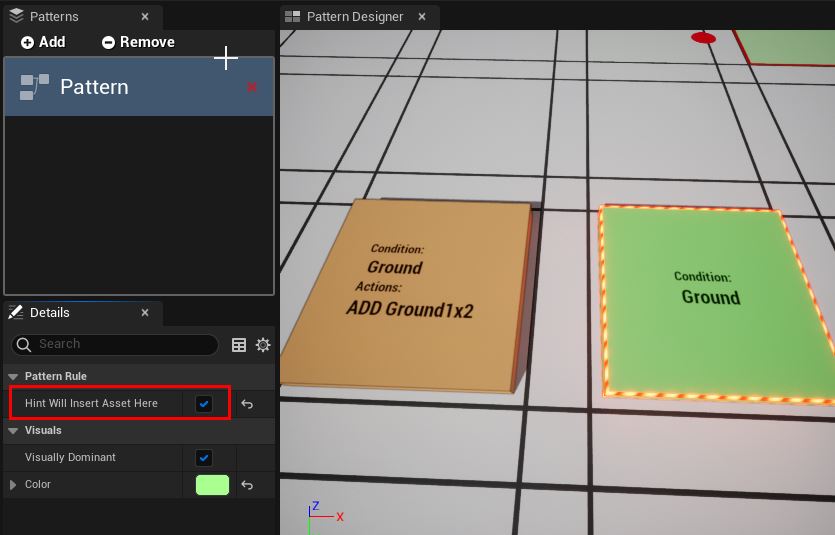 Patterns
Add
Remove
Pattern
Details
Search
Pattern Rule
Hint Will Insert Asset Here
Visuals
Visually Dominant
Color
Pattern Designer
Condition:
Ground
Actions:
ADD Ground1x2
Condition:
Ground
Z
X